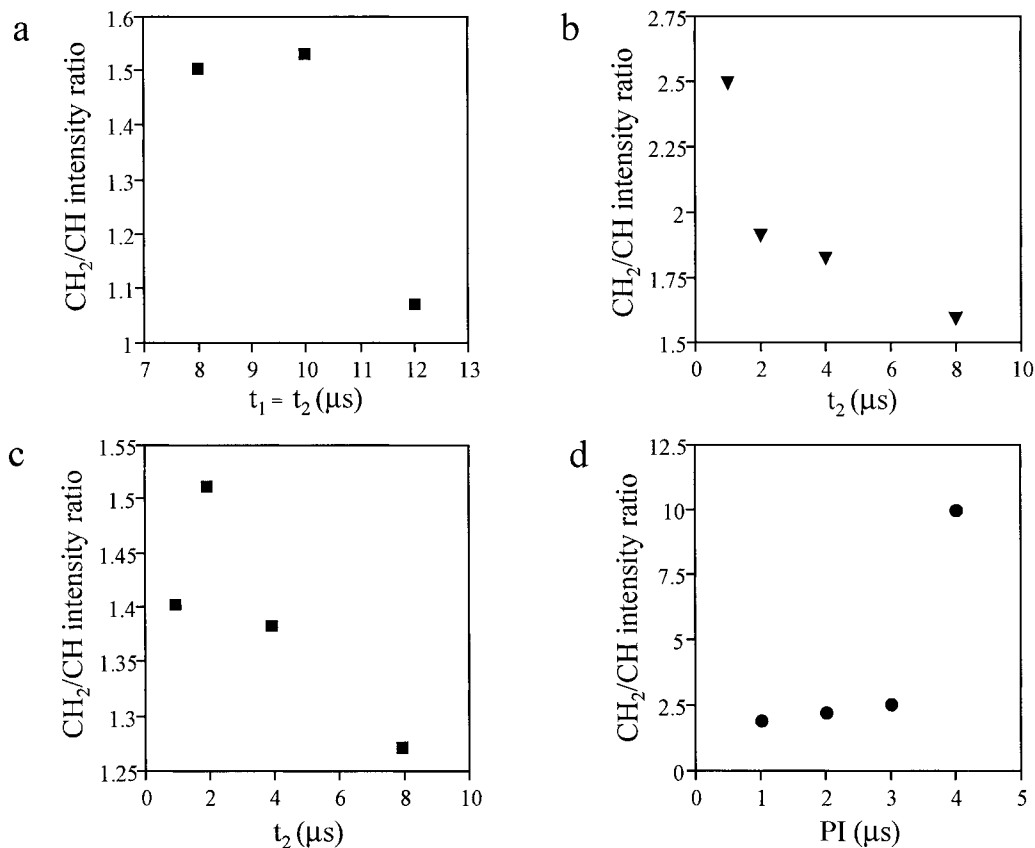 a
CH₂/CH intensity ratio
1.6
1.5
1.4
1.3
1.2
1.1
1
7 8 9 10 11 12 13
t₁ = t₂ (μs)
b
CH₂/CH intensity ratio
2.75
2.5
2.25
2
1.75
1.5
0 2 4 6 8 10
t₂ (μs)
c
CH₂/CH intensity ratio
1.55
1.5
1.45
1.4
1.35
1.3
1.25
0 2 4 6 8 10
t₂ (μs)
d
CH₂/CH intensity ratio
12.5
10
7.5
5
2.5
0
0 1 2 3 4 5
PI (μs)